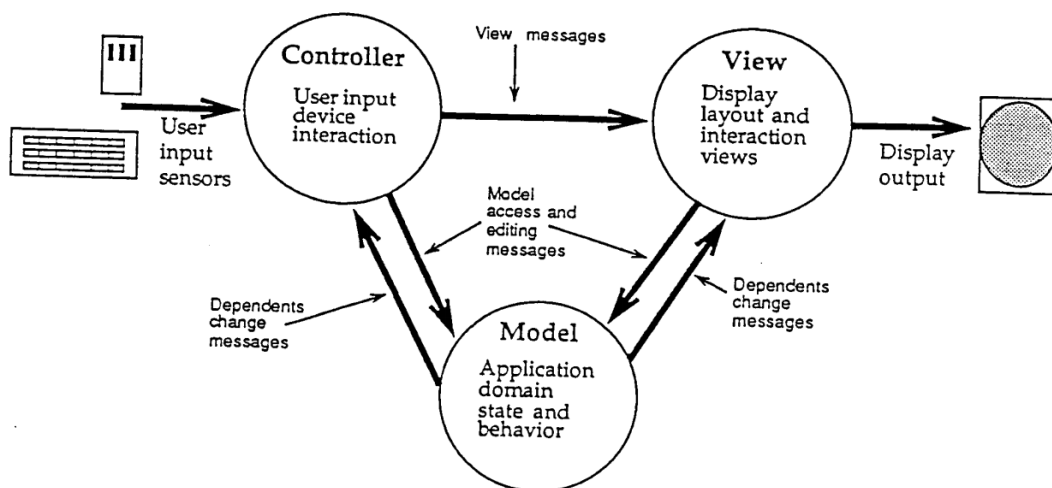 Controller
User input
device
interaction
View messages
View
Display
layout and
interaction
views
User
input
sensors
Display
output
Model
access and
editing
messages
Dependents
change
messages
Dependents
change
messages
Model
Application
domain
state and
behavior